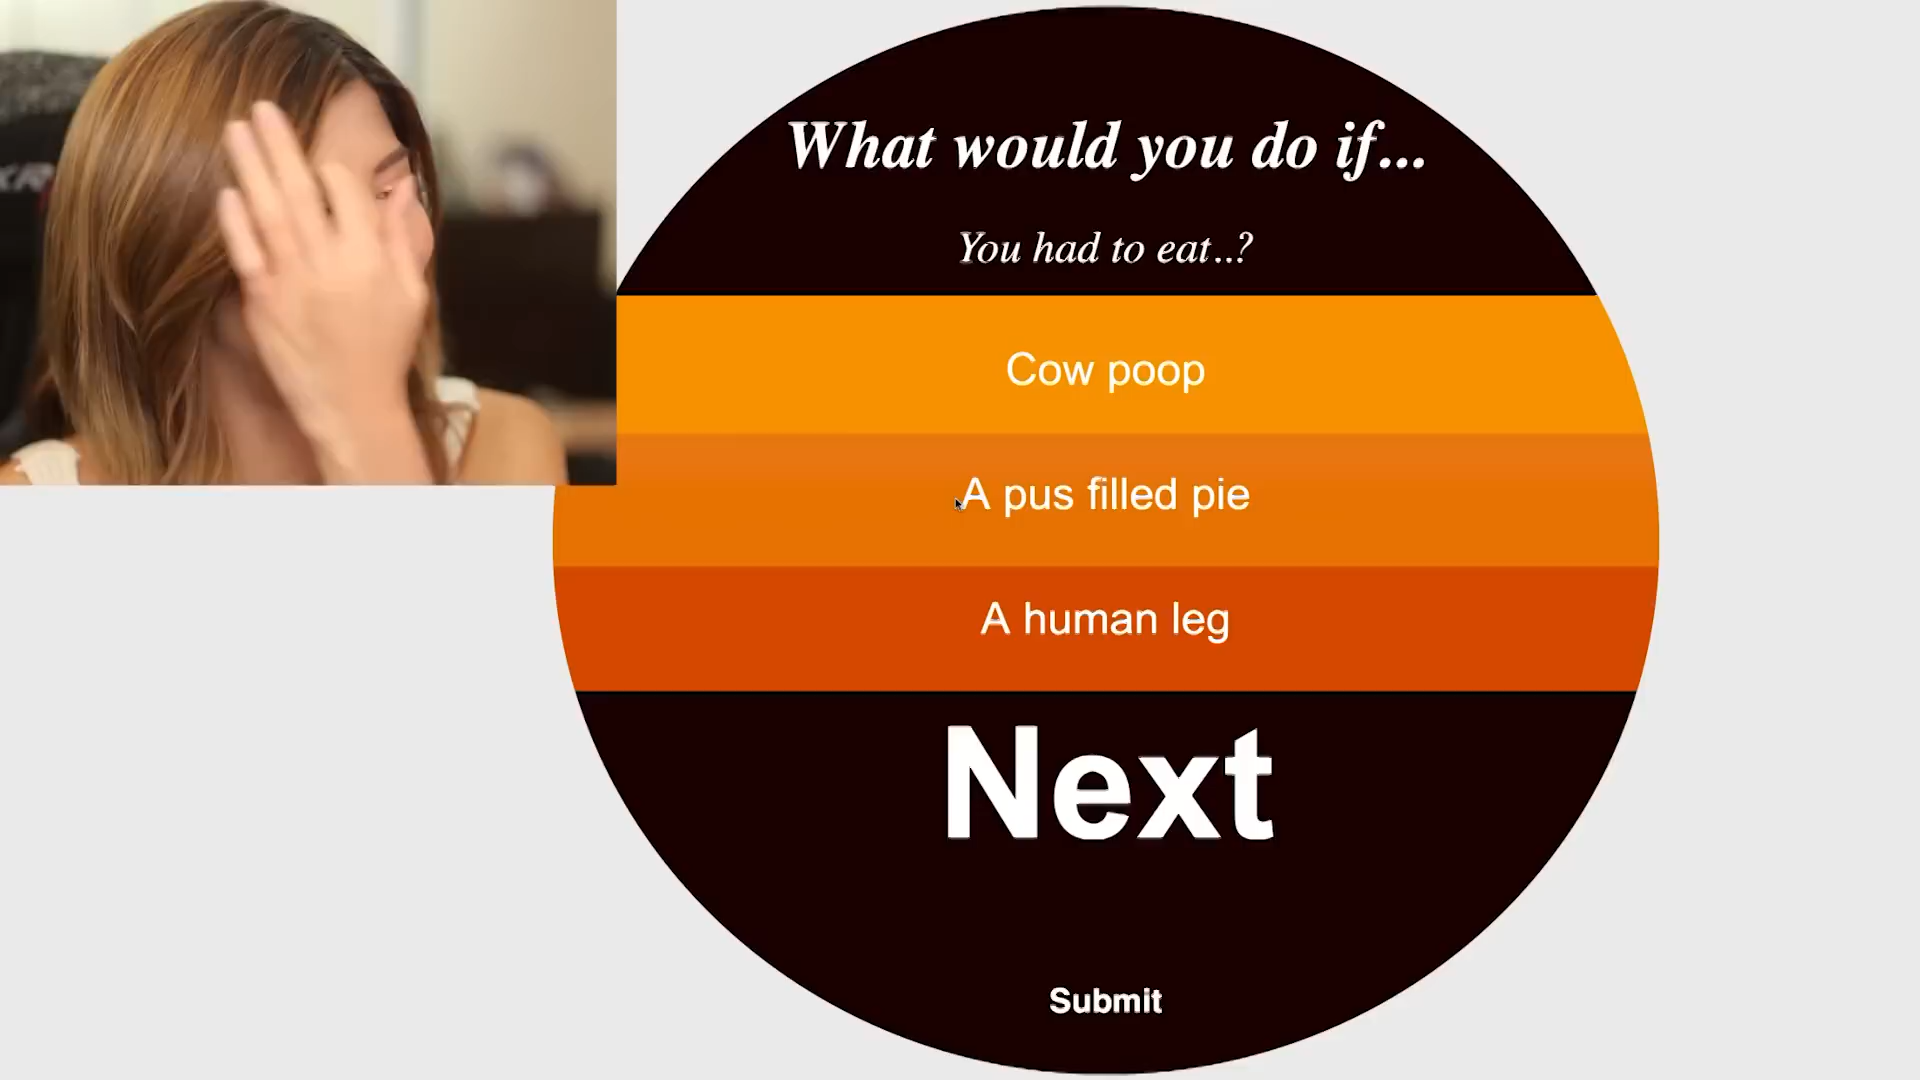 What would you do if...
You had to eat..?
Cow poop
A pus filled pie
A human leg
Next
Submit